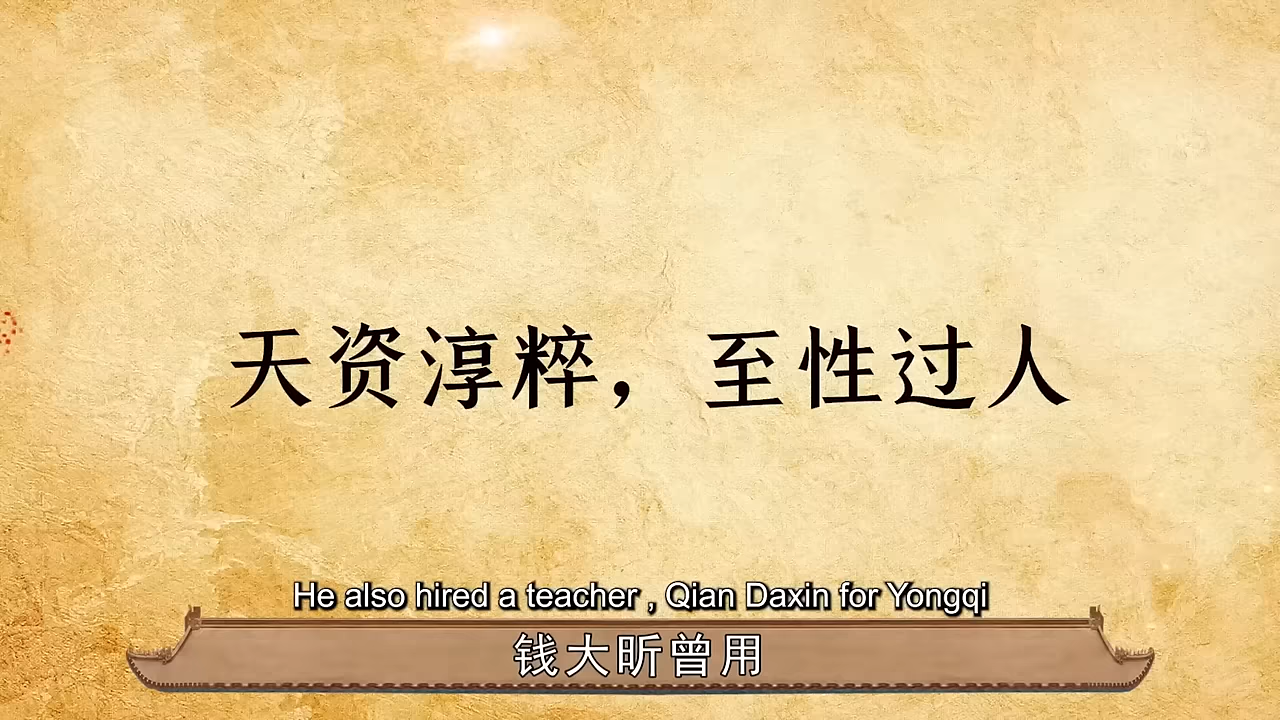 天资淳粹，至性过人
He also hired a teacher , Qian Daxin for Yongqi
钱大昕曾用